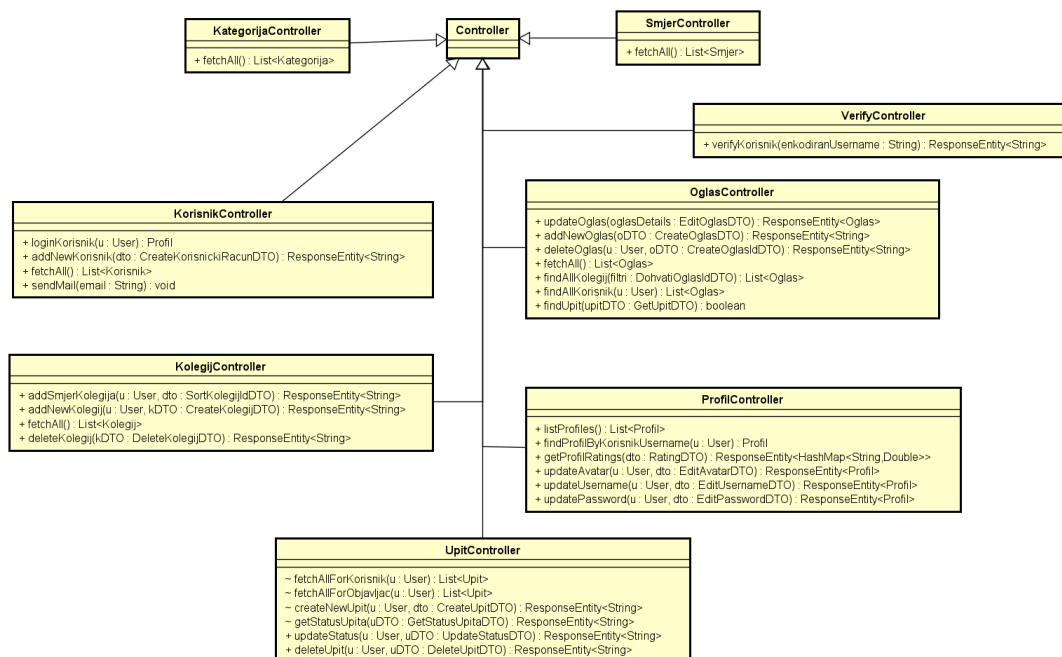 KategorijaController
+ fetchAll() : List<Kategorija>
Controller
SmjerController
+ fetchAll() : List<Smjer>
VerifyController
+ verifyKorisnik(enkodiranUsername : String) : ResponseEntity<String>
KorisnikController
+ loginKorisnik(u : User) : Profil
+ addNewKorisnik(dto : CreateKorisnickiRacunDTO) : ResponseEntity<String>
+ fetchAll() : List<Korisnik>
+ sendMail(email : String) : void
OglasController
+ updateOglas(oglasDetails : EditOglasDTO) : ResponseEntity<Oglas>
+ addNewOglas(oDTO : CreateOglasDTO) : ResponseEntity<String>
+ deleteOglas(u : User, oDTO : CreateOglasIdDTO) : ResponseEntity<String>
+ fetchAll() : List<Oglas>
+ findAllKolegij(filtri : DohvatiOglasIdDTO) : List<Oglas>
+ findAllKorisnik(u : User) : List<Oglas>
+ findUpit(upitDTO : GetUpitDTO) : boolean
KolegijController
+ addSmjerKolegija(u : User, dto : SortKolegijIdDTO) : ResponseEntity<String>
+ addNewKolegij(u : User, kDTO : CreateKolegijDTO) : ResponseEntity<String>
+ fetchAll() : List<Kolegij>
+ deleteKolegij(kDTO : DeleteKolegijDTO) : ResponseEntity<String>
ProfilController
+ listProfiles() : List<Profil>
+ findProfilByKorisnikUsername(u : User) : Profil
+ getProfilRatings(dto : RatingDTO) : ResponseEntity<HashMap<String,Double>>
+ updateAvatar(u : User, dto : EditAvatarDTO) : ResponseEntity<Profil>
+ updateUsername(u : User, dto : EditUsernameDTO) : ResponseEntity<Profil>
+ updatePassword(u : User, dto : EditPasswordDTO) : ResponseEntity<Profil>
UpitController
~ fetchAllForKorisnik(u : User) : List<Upit>
~ fetchAllForObjavljac(u : User) : List<Upit>
~ createNewUpit(u : User, dto : CreateUpitDTO) : ResponseEntity<String>
~ getStatusUpita(uDTO : GetStatusUpitaDTO) : ResponseEntity<String>
+ updateStatus(u : User, uDTO : UpdateStatusDTO) : ResponseEntity<String>
+ deleteUpit(u : User, uDTO : DeleteUpitDTO) : ResponseEntity<String>